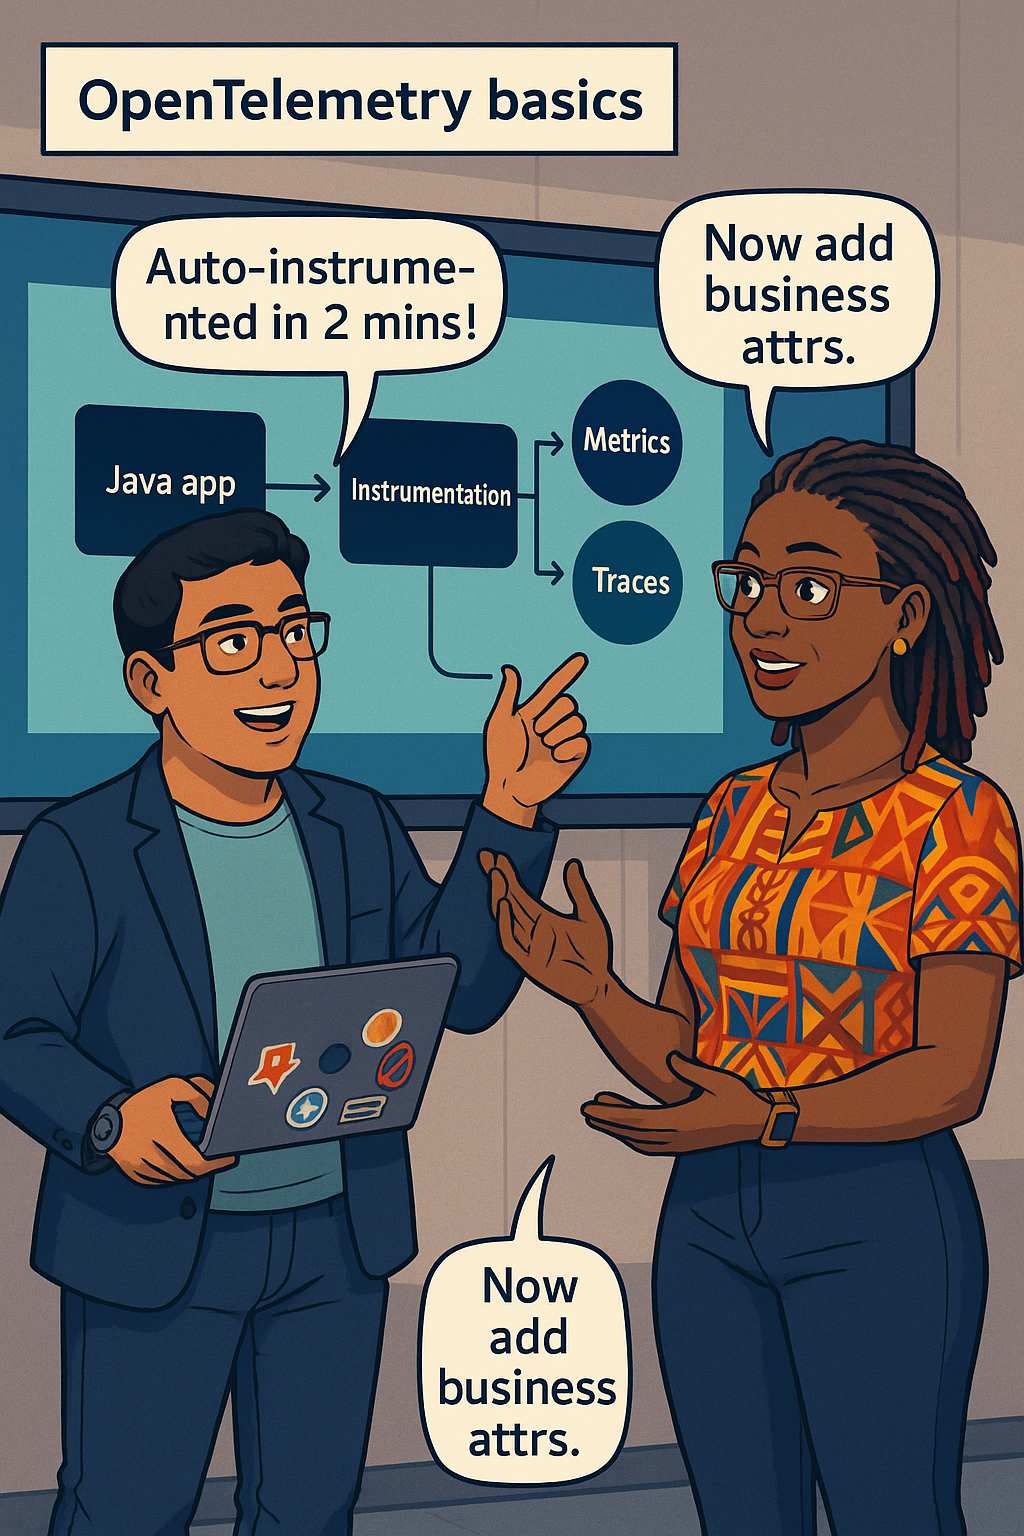 OpenTelemetry basics
Auto-instrume-
nted in 2 mins!
Now add
business
attrs.
Java app
Instrumentation
Metrics
Traces
Now
add
business
attrs.